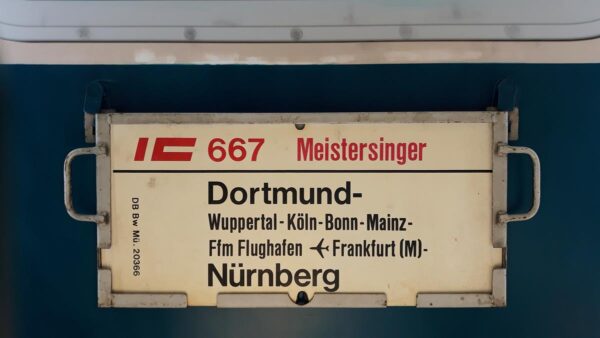 IC 667 Meistersinger
Dortmund-
Wuppertal-Köln-Bonn-Mainz-
Ffm Flughafen ✈ Frankfurt (M)-
Nürnberg
DB Bw Mü. 20366